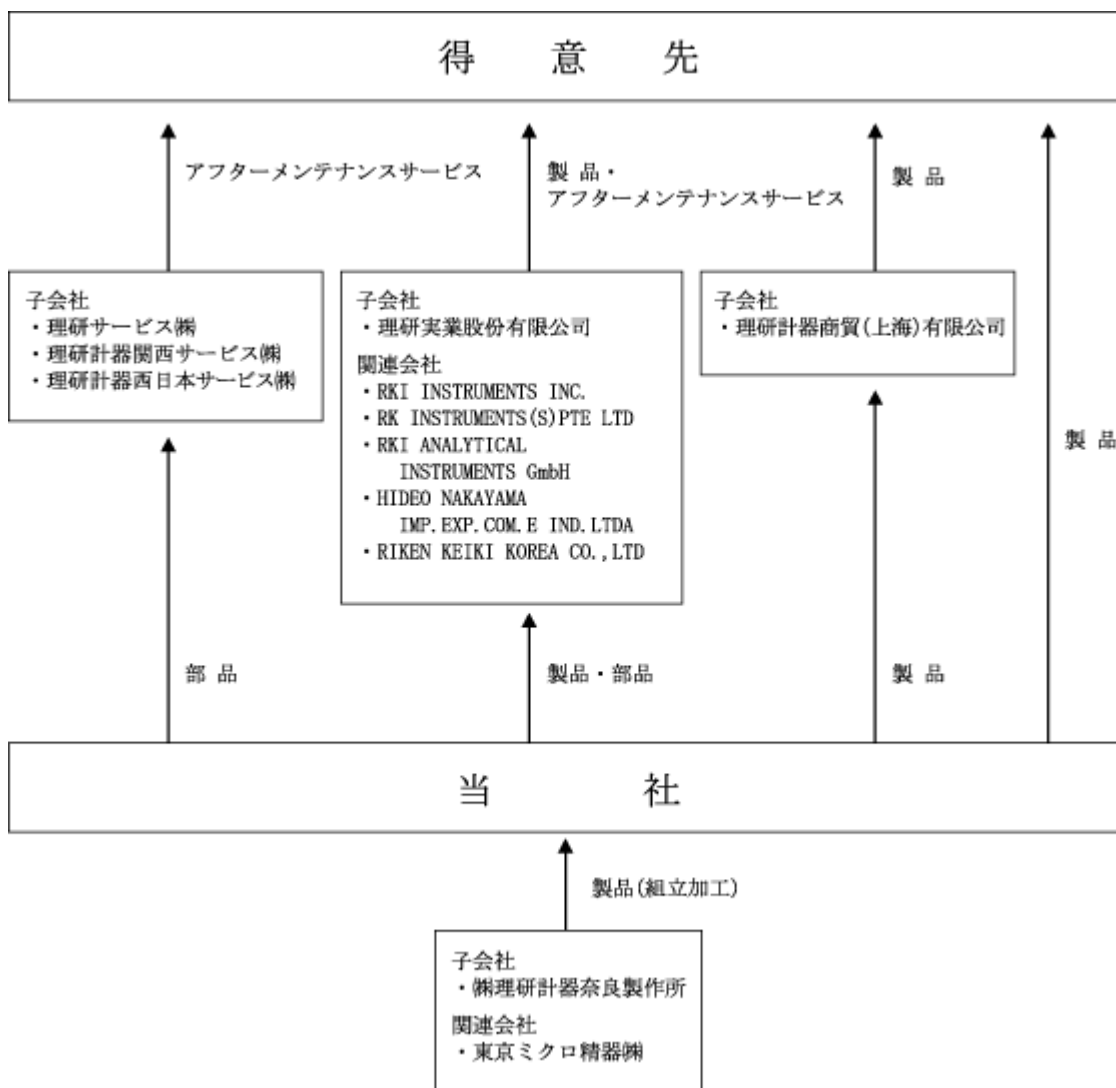 得意先
アフターメンテナンスサービス
製品・
アフターメンテナンスサービス
製品
子会社
・理研サービス㈱
・理研計器関西サービス㈱
・理研計器西日本サービス㈱
子会社
・理研実業股份有限公司
関連会社
・RKI INSTRUMENTS INC.
・RK INSTRUMENTS(S)PTE LTD
・RKI ANALYTICAL
INSTRUMENTS GmbH
・HIDEO NAKAYAMA
IMP.EXP.COM.E IND.LTDA
・RIKEN KEIKI KOREA CO.,LTD
子会社
・理研計器商貿(上海)有限公司
製品
部品
製品・部品
製品
当社
製品(組立加工)
子会社
・㈱理研計器奈良製作所
関連会社
・東京ミクロ精器㈱